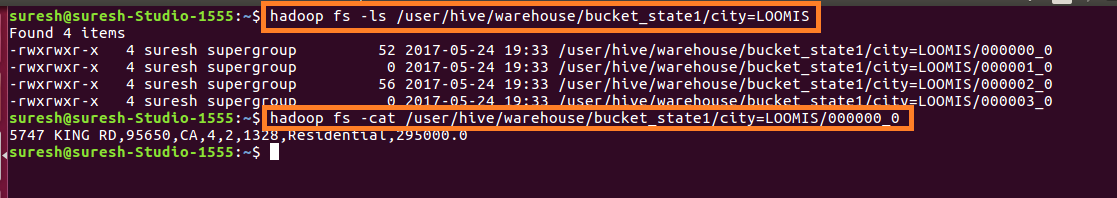 suresh@suresh-Studio-1555:~$ hadoop fs -ls /user/hive/warehouse/bucket_state1/city=LOOMIS
Found 4 items
-rwxrwxr-x   4 suresh supergroup         52 2017-05-24 19:33 /user/hive/warehouse/bucket_state1/city=LOOMIS/000000_0
-rwxrwxr-x   4 suresh supergroup          0 2017-05-24 19:33 /user/hive/warehouse/bucket_state1/city=LOOMIS/000001_0
-rwxrwxr-x   4 suresh supergroup         56 2017-05-24 19:33 /user/hive/warehouse/bucket_state1/city=LOOMIS/000002_0
-rwxrwxr-x   4 suresh supergroup          0 2017-05-24 19:33 /user/hive/warehouse/bucket_state1/city=LOOMIS/000003_0
suresh@suresh-Studio-1555:~$ hadoop fs -cat /user/hive/warehouse/bucket_state1/city=LOOMIS/000000_0
5747 KING RD,95650,CA,4,2,1328,Residential,295000.0
suresh@suresh-Studio-1555:~$